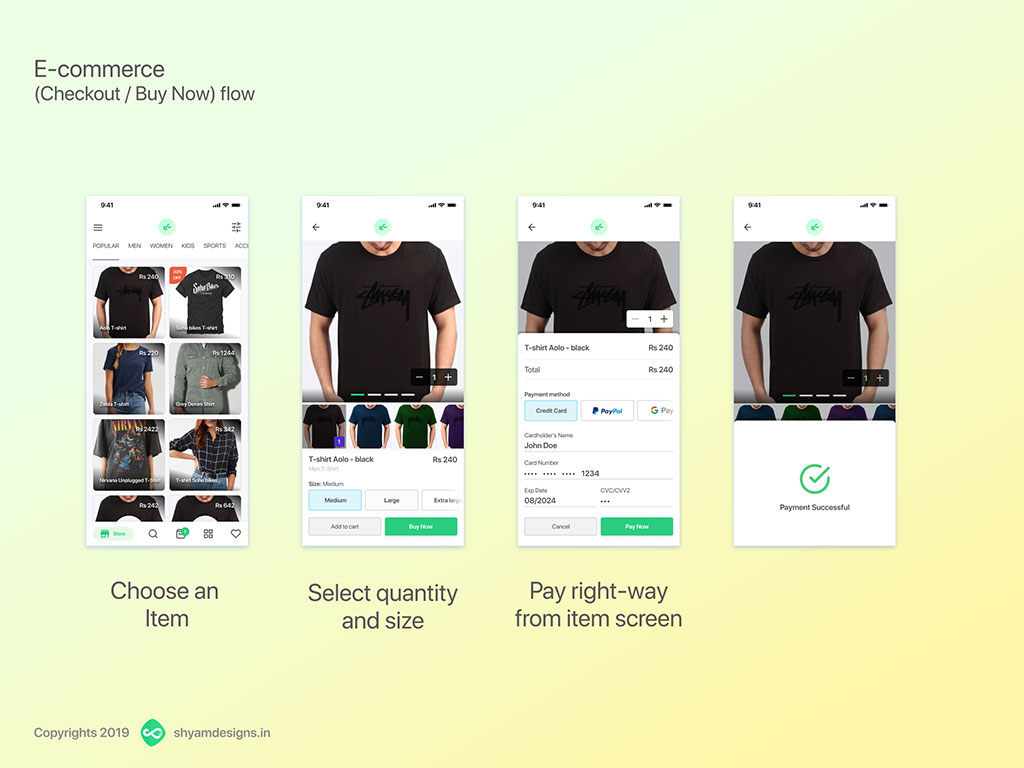 E-commerce
(Checkout / Buy Now) flow
9:41
POPULAR MEN WOMEN KIDS SPORTS ACCI
Rs 240
Aolo T-shirt
30%
OFF
Rs 310
Soho bikes T-shirt
Rs 220
Zelda T-shirt
Rs 1244
Grey Denim Shirt
Rs 2422
Nirvana Unplugged T-Shirt
Rs 342
T-shirt Soho bikes...
Rs 242
Rs 642
Store
Choose an
Item
9:41
Stussy
1
1
T-shirt Aolo - black Rs 240
Men T-Shirt
Size: Medium
Medium Large Extra large
Add to cart Buy Now
Select quantity
and size
9:41
Stussy
1
T-shirt Aolo - black Rs 240
Total Rs 240
Payment method
Credit Card PayPal G Pay
Cardholder's Name
John Doe
Card Number
•••• •••• •••• 1234
Exp Date CVC/CVV2
08/2024 •••
Cancel Pay Now
Pay right-way
from item screen
9:41
Stussy
1
Payment Successful
Copyrights 2019 shyamdesigns.in